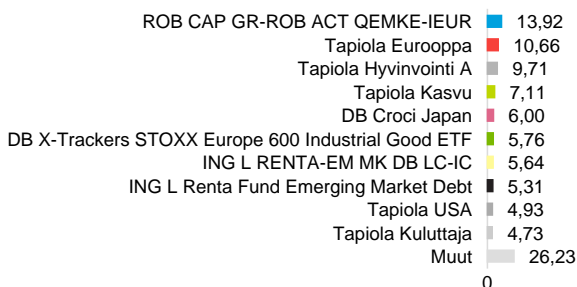 ROB CAP GR-ROB ACT QEMKE-IEUR 13,92
Tapiola Eurooppa 10,66
Tapiola Hyvinvointi A 9,71
Tapiola Kasvu 7,11
DB Croci Japan 6,00
DB X-Trackers STOXX Europe 600 Industrial Good ETF 5,76
ING L RENTA-EM MK DB LC-IC 5,64
ING L Renta Fund Emerging Market Debt 5,31
Tapiola USA 4,93
Tapiola Kuluttaja 4,73
Muut 26,23
0